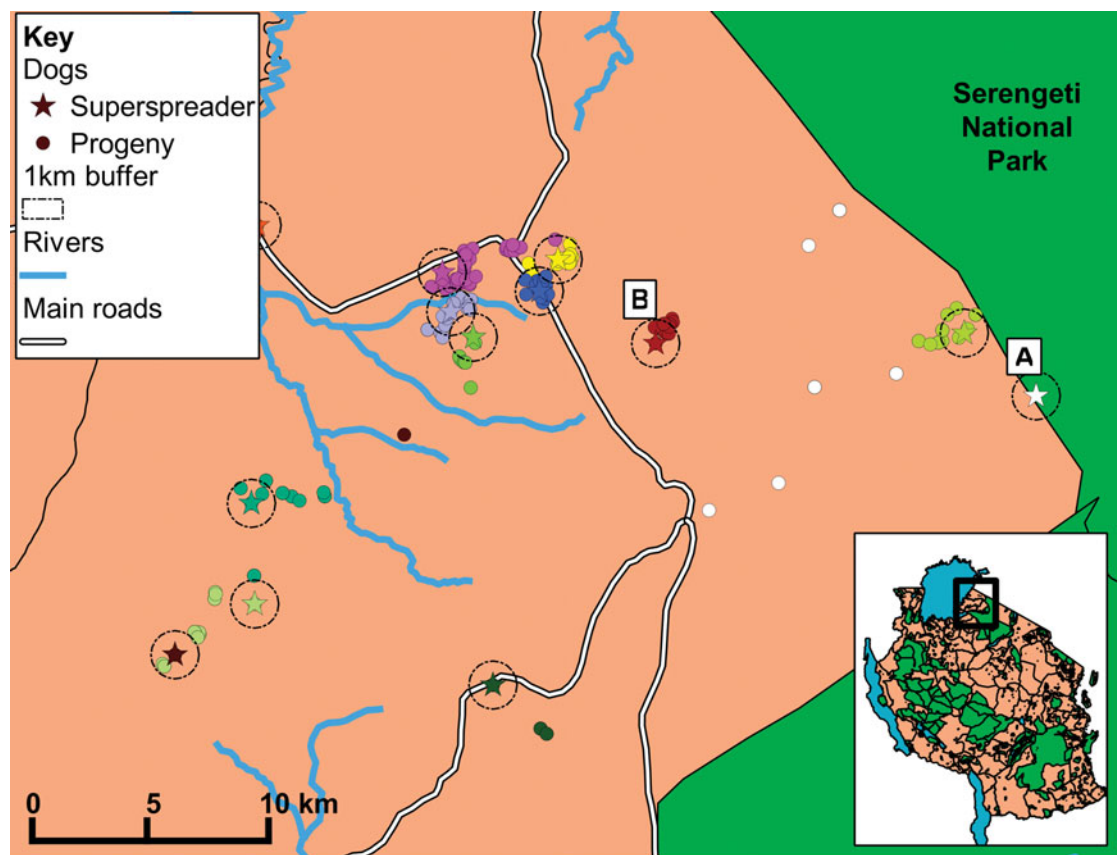 Key
Dogs
Superspreader
Progeny
1km buffer
Rivers
Main roads
Serengeti
National
Park
B
A
0 5 10 km